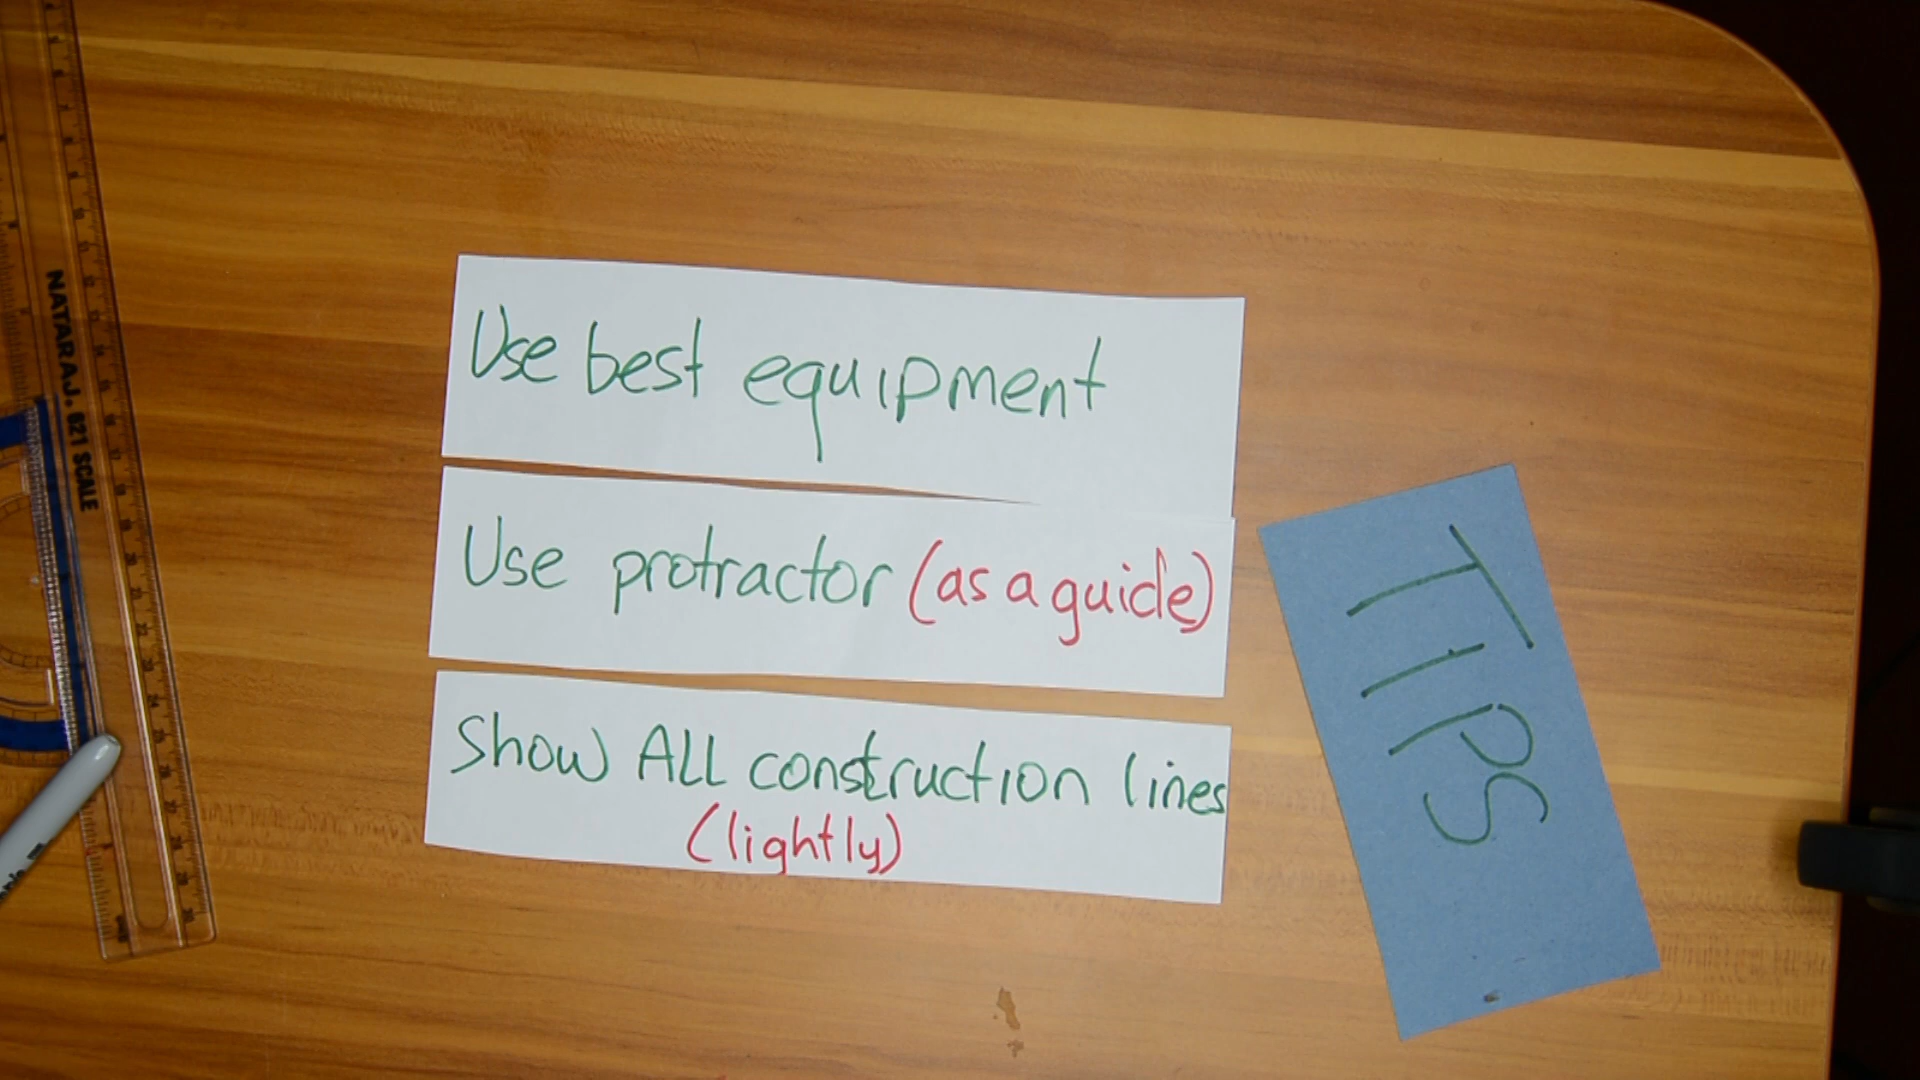 Use best equipment
Use protractor (as a guide)
Show ALL construction lines
(lightly)
TIPS
NATARAJ. 621 SCALE